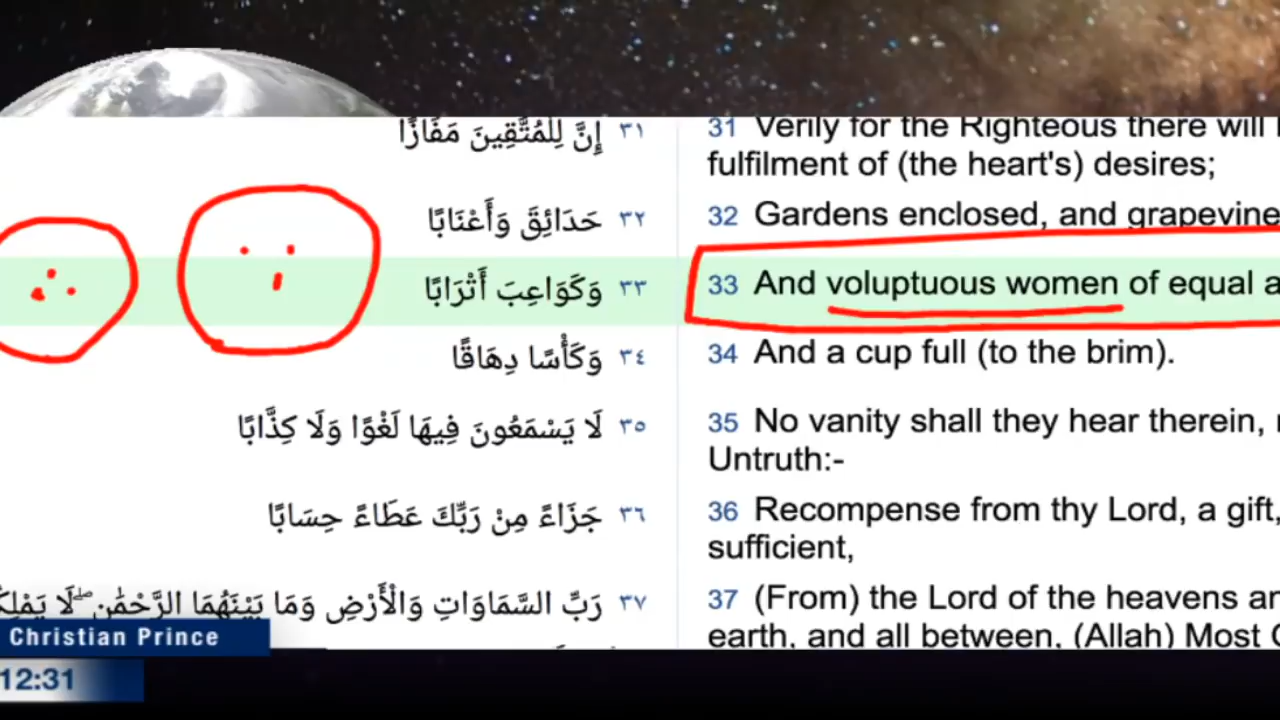 إِنَّ لِلْمُتَّقِينَ مَفَازًا ٣١
31 Verily for the Righteous there will
fulfilment of (the heart's) desires;
حَدَائِقَ وَأَعْنَابًا ٣٢
32 Gardens enclosed, and grapevine
وَكَوَاعِبَ أَتْرَابًا ٣٣
33 And voluptuous women of equal a
وَكَأْسًا دِهَاقًا ٣٤
34 And a cup full (to the brim).
لَا يَسْمَعُونَ فِيهَا لَغْوًا وَلَا كِذَّابًا ٣٥
35 No vanity shall they hear therein,
Untruth:-
جَزَاءً مِنْ رَبِّكَ عَطَاءً حِسَابًا ٣٦
36 Recompense from thy Lord, a gift,
sufficient,
رَبِّ السَّمَاوَاتِ وَالْأَرْضِ وَمَا بَيْنَهُمَا الرَّحْمَٰنِ ۖ لَا ٣٧
37 (From) the Lord of the heavens an
earth, and all between, (Allah) Most
Christian Prince
12:31